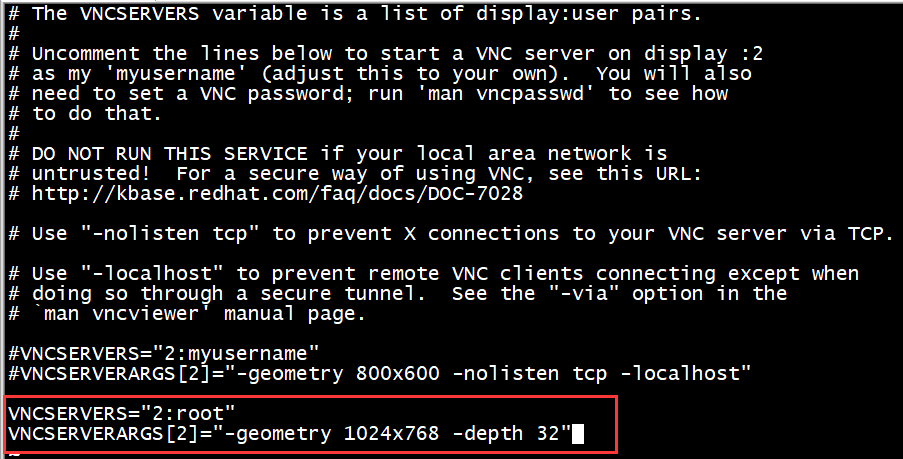 # The VNCSERVERS variable is a list of display:user pairs.
#
# Uncomment the lines below to start a VNC server on display :2
# as my 'myusername' (adjust this to your own).  You will also
# need to set a VNC password; run 'man vncpasswd' to see how
# to do that.
#
# DO NOT RUN THIS SERVICE if your local area network is
# untrusted!  For a secure way of using VNC, see this URL:
# http://kbase.redhat.com/faq/docs/DOC-7028
# Use "-nolisten tcp" to prevent X connections to your VNC server via TCP.
# Use "-localhost" to prevent remote VNC clients connecting except when
# doing so through a secure tunnel.  See the "-via" option in the
# `man vncviewer' manual page.
#VNCSERVERS="2:myusername"
#VNCSERVERARGS[2]="-geometry 800x600 -nolisten tcp -localhost"
VNCSERVERS="2:root"
VNCSERVERARGS[2]="-geometry 1024x768 -depth 32"
~